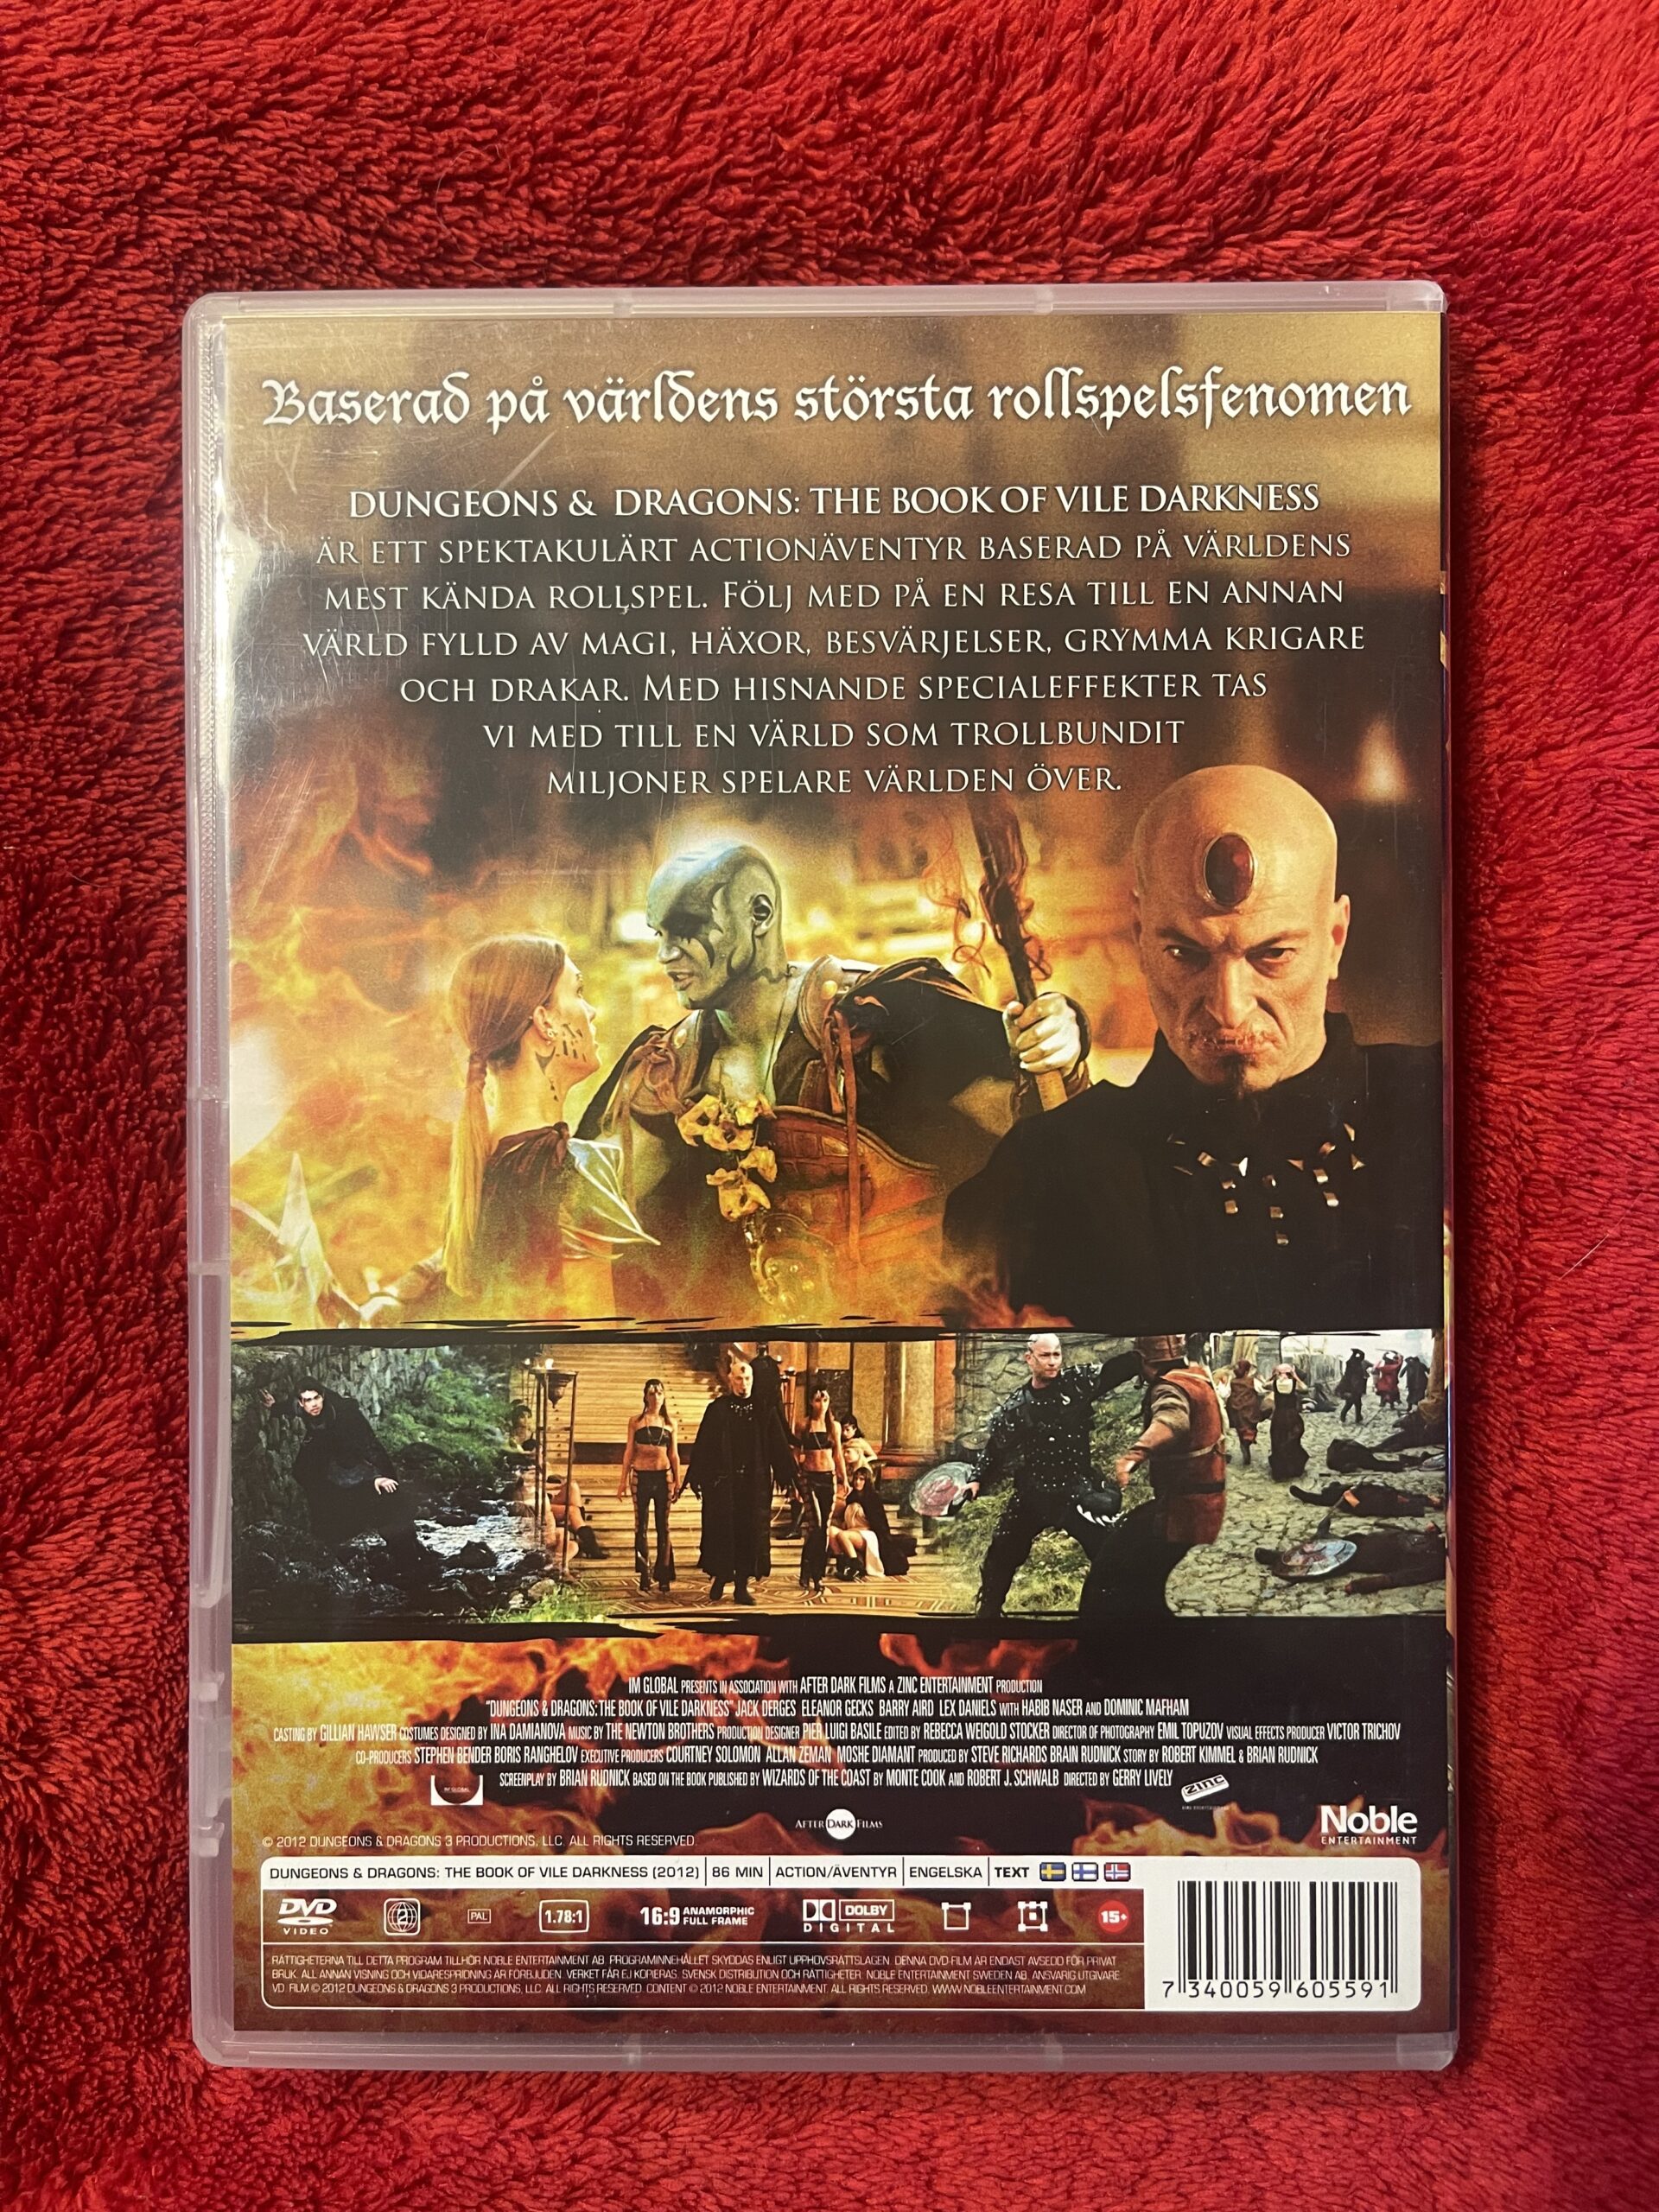 Baserad på världens största rollspelsfenomen
DUNGEONS & DRAGONS: THE BOOK OF VILE DARKNESS
ÄR ETT SPEKTAKULÄRT ACTIONÄVENTYR BASERAD PÅ VÄRLDENS
MEST KÄNDA ROLLSPEL. FÖLJ MED PÅ EN RESA TILL EN ANNAN
VÄRLD FYLLD AV MAGI, HÄXOR, BESVÄRJELSER, GRYMMA KRIGARE
OCH DRAKAR. MED HISNANDE SPECIALEFFEKTER TAS
VI MED TILL EN VÄRLD SOM TROLLBUNDIT
MILJONER SPELARE VÄRLDEN ÖVER.
IM GLOBAL PRESENTS IN ASSOCIATION WITH AFTER DARK FILMS A ZINC ENTERTAINMENT PRODUCTION
"DUNGEONS & DRAGONS: THE BOOK OF VILE DARKNESS" JACK DERGES ELEANOR GECKS BARRY AIRD LEX DANIELS WITH HABIB NASER AND DOMINIC MAFHAM
CASTING BY GILLIAN HAWSER COSTUMES DESIGNED BY INA DAMIANOVA MUSIC BY THE NEWTON BROTHERS PRODUCTION DESIGNER PIER LUIGI BASILE EDITED BY REBECCA WEIGOLD STOCKER DIRECTOR OF PHOTOGRAPHY EMIL TOPUZOV VISUAL EFFECTS PRODUCER VICTOR TRICHOV
CO-PRODUCERS STEPHEN BENDER BORIS RANGHELOV EXECUTIVE PRODUCERS COURTNEY SOLOMON ALLAN ZEMAN MOSHE DIAMANT PRODUCED BY STEVE RICHARDS BRAIN RUDNICK STORY BY ROBERT KIMMEL & BRIAN RUDNICK
SCREENPLAY BY BRIAN RUDNICK BASED ON THE BOOK PUBLISHED BY WIZARDS OF THE COAST BY MONTE COOK AND ROBERT J. SCHWALB DIRECTED BY GERRY LIVELY
IM GLOBAL
ZINC
AFTER DARK FILMS
Noble
ENTERTAINMENT
© 2012 DUNGEONS & DRAGONS 3 PRODUCTIONS, LLC. ALL RIGHTS RESERVED.
DUNGEONS & DRAGONS: THE BOOK OF VILE DARKNESS (2012) | 86 MIN | ACTION/ÄVENTYR | ENGELSKA | TEXT
DVD VIDEO 2 PAL 1.78:1 16:9 ANAMORPHIC FULL FRAME DOLBY DIGITAL 15+
RÄTTIGHETERNA TILL DETTA PROGRAM TILLHÖR NOBLE ENTERTAINMENT AB. PROGRAMINNEHÅLLET SKYDDAS ENLIGT UPPHOVSRÄTTSLAGEN. DENNA DVD-FILM ÄR ENDAST AVSEDD FÖR PRIVAT
BRUK. ALL ANNAN VISNING OCH VIDARESPRIDNING ÄR FÖRBJUDEN. VERKET FÅR EJ KOPIERAS. SVENSK DISTRIBUTION OCH RÄTTIGHETER: NOBLE ENTERTAINMENT SWEDEN AB. ANSVARIG UTGIVARE:
VD. FILM © 2012 DUNGEONS & DRAGONS 3 PRODUCTIONS, LLC. ALL RIGHTS RESERVED. CONTENT © 2012 NOBLE ENTERTAINMENT. ALL RIGHTS RESERVED. WWW.NOBLEENTERTAINMENT.COM
7 340059 605591